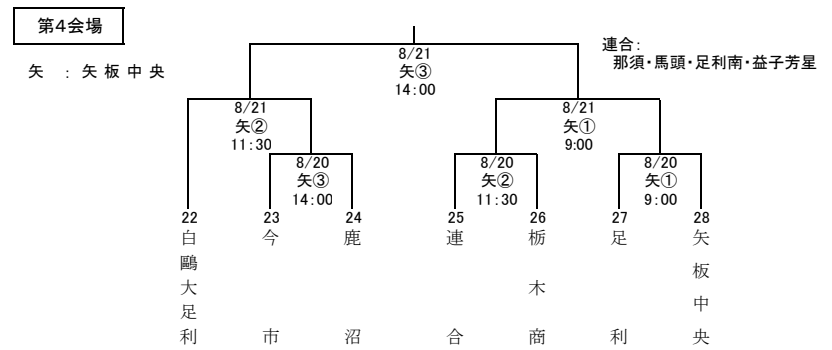 第4会場
矢 : 矢板中央
連合:
那須・馬頭・足利南・益子芳星
8/21
矢③
14:00
8/21
矢②
11:30
8/21
矢①
9:00
8/20
矢③
14:00
8/20
矢②
11:30
8/20
矢①
9:00
22
白鷗大足利
23
今市
24
鹿沼
25
連合
26
栃木商
27
足利
28
矢板中央